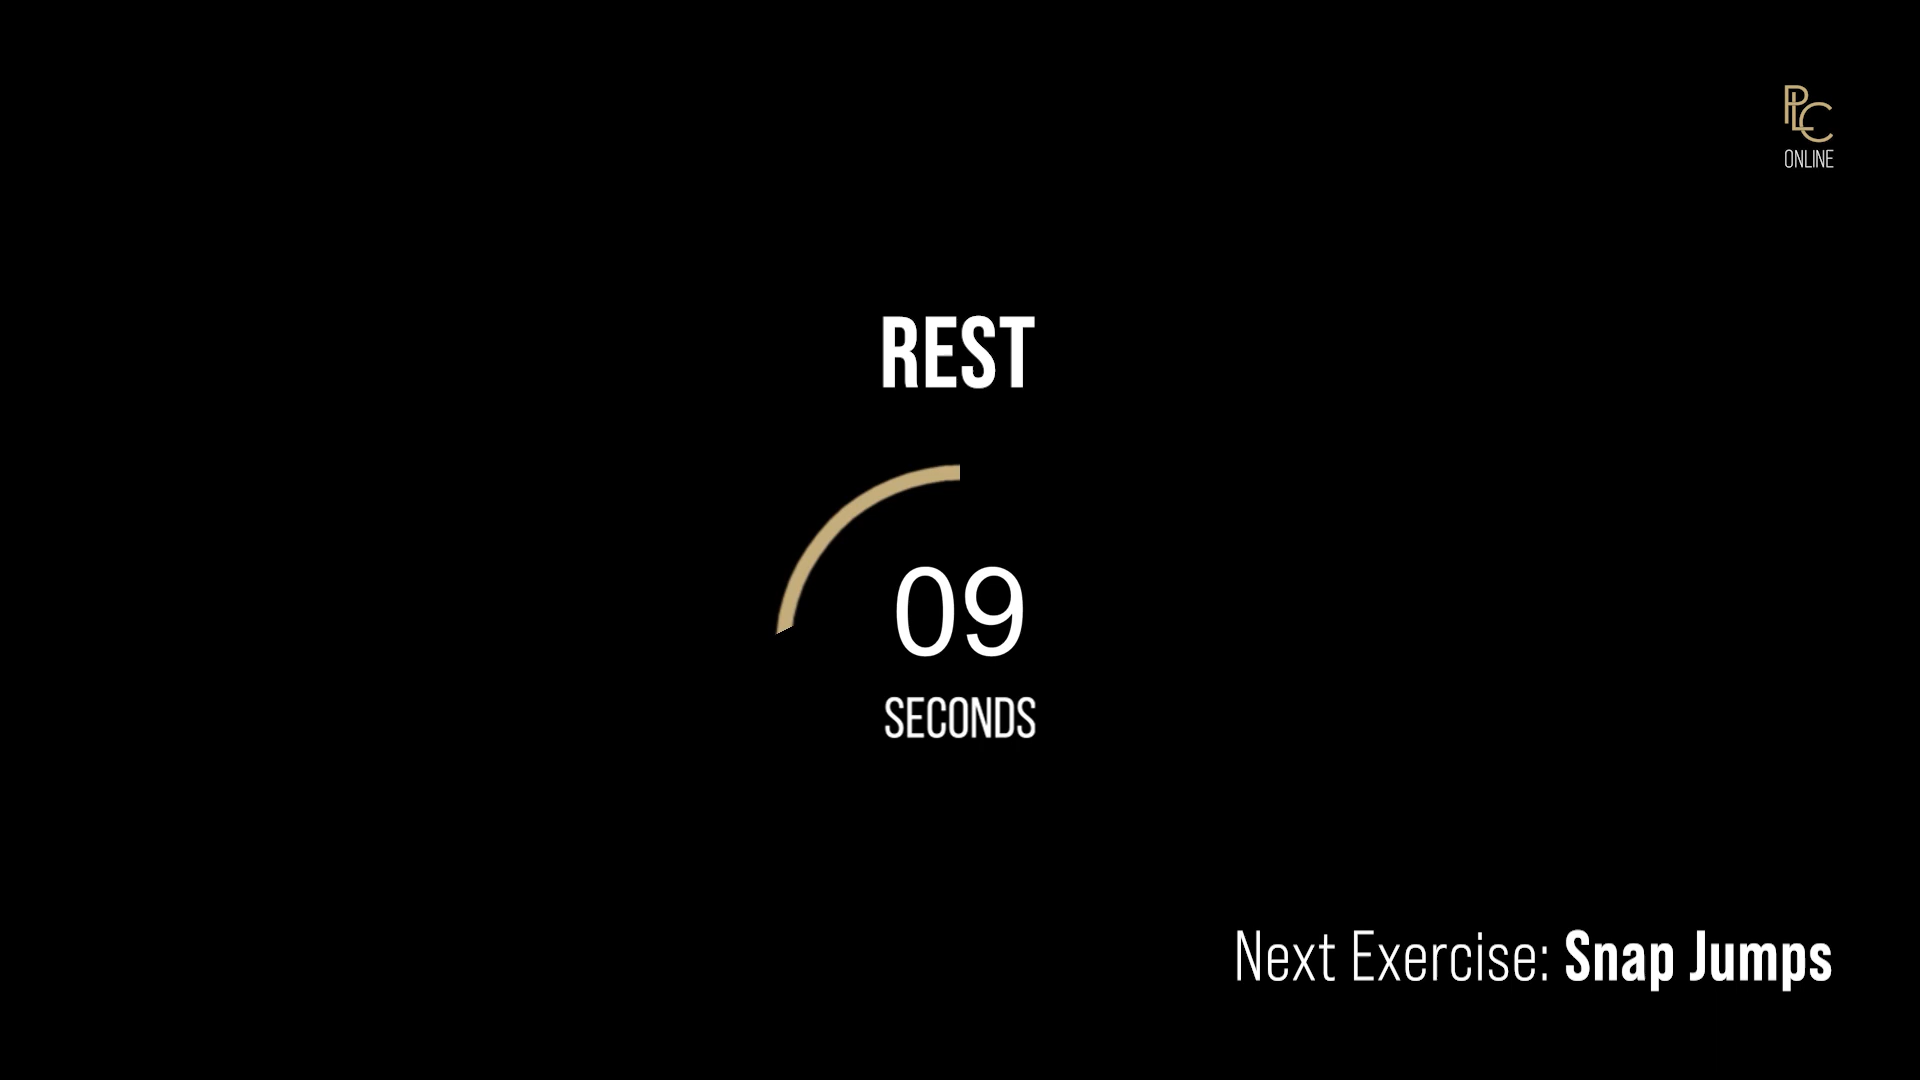 PLC
ONLINE
REST
09
SECONDS
Next Exercise: Snap Jumps